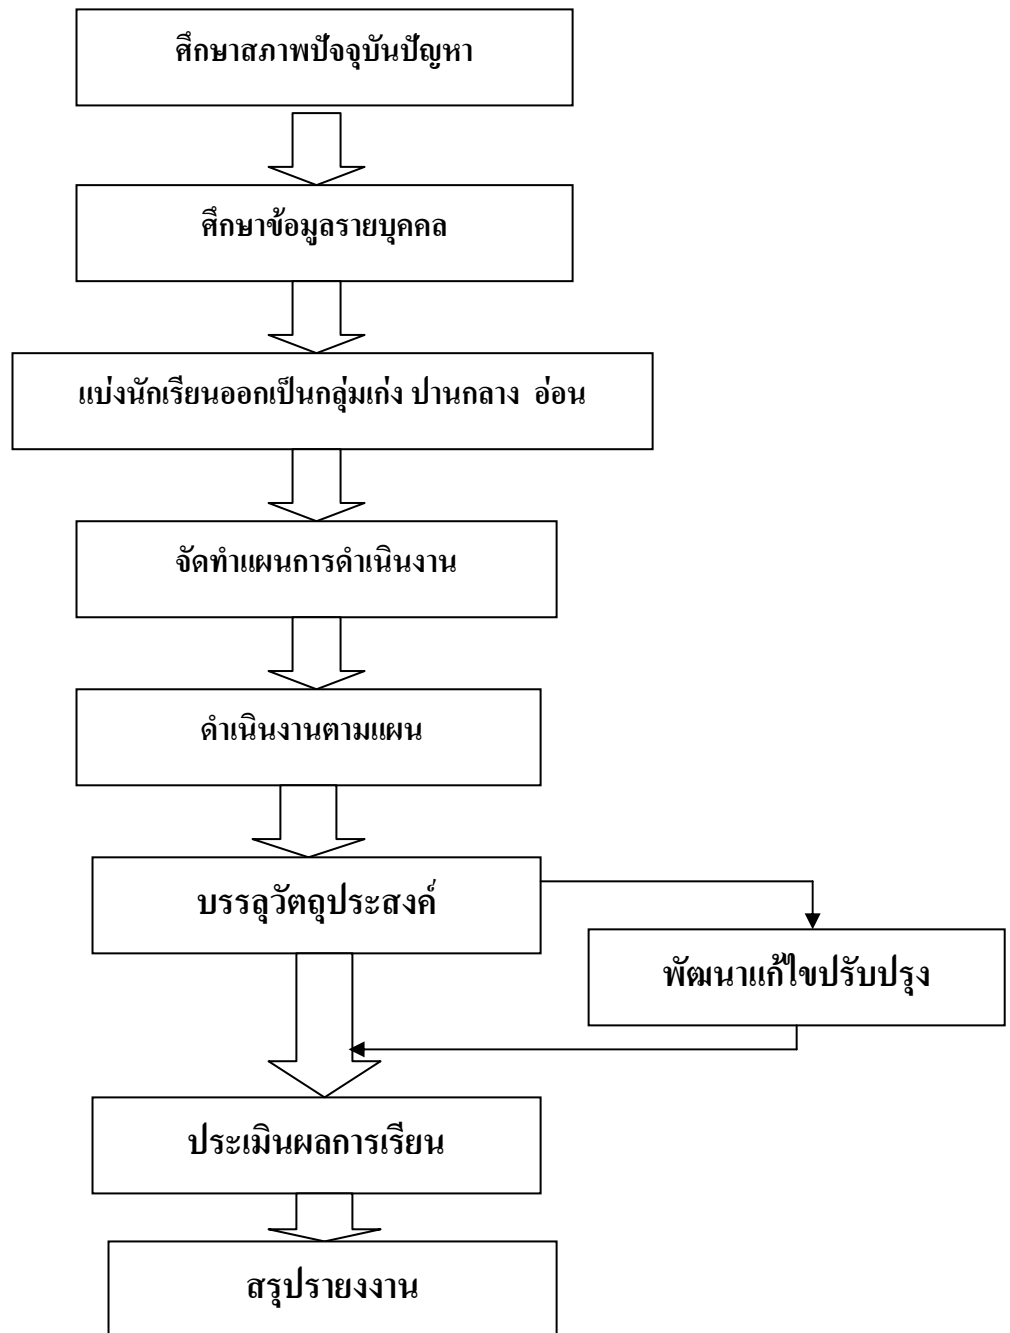 ศึกษาสภาพปัจจุบันปัญหา
ศึกษาข้อมูลรายบุคคล
แบ่งนักเรียนออกเป็นกลุ่มเก่ง ปานกลาง  อ่อน
จัดทำแผนการดำเนินงาน
ดำเนินงานตามแผน
บรรลุวัตถุประสงค์
พัฒนาแก้ไขปรับปรุง
ประเมินผลการเรียน
สรุปรายงงาน